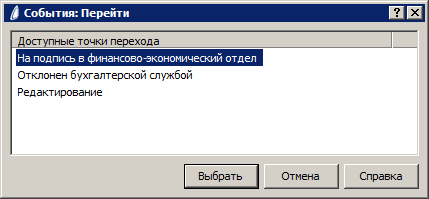 События: Перейти
Доступные точки перехода
На подпись в финансово-экономический отдел
Отклонен бухгалтерской службой
Редактирование
Выбрать Отмена Справка